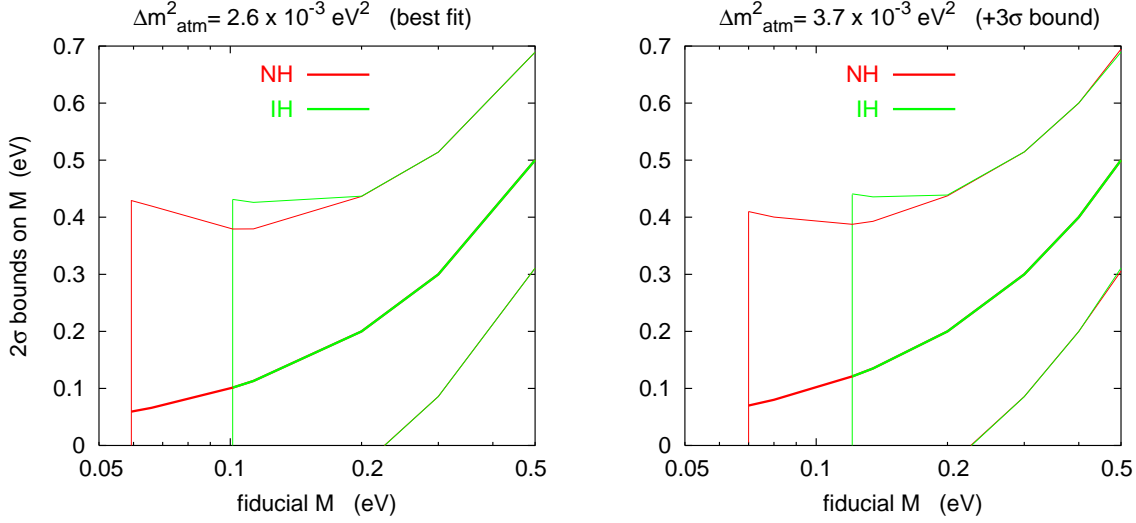 Δm²atm= 2.6 x 10⁻³ eV² (best fit)
0.7
0.6
0.5
0.4
0.3
0.2
0.1
0
2σ bounds on M (eV)
NH
IH
0.05 0.1 0.2 0.5
fiducial M (eV)
Δm²atm= 3.7 x 10⁻³ eV² (+3σ bound)
0.7
0.6
0.5
0.4
0.3
0.2
0.1
0
NH
IH
0.05 0.1 0.2 0.5
fiducial M (eV)